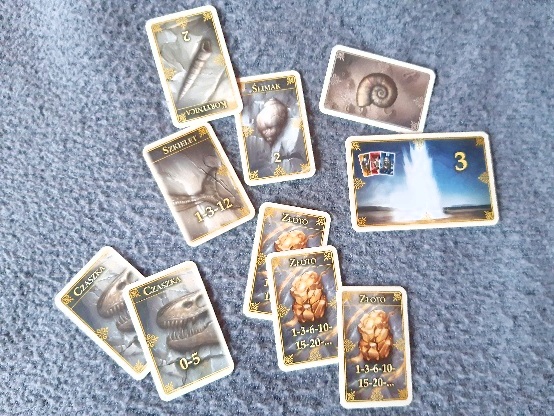 2
KORYTNICA
ŚLIMAK
2
3
SZKIELET
1-3-12
CZASZKA
CZASZKA
0-5
ZŁOTO
ZŁOTO
1-3-6-10-
15-20-...
ZŁOTO
1-3-6-10-
15-20-...